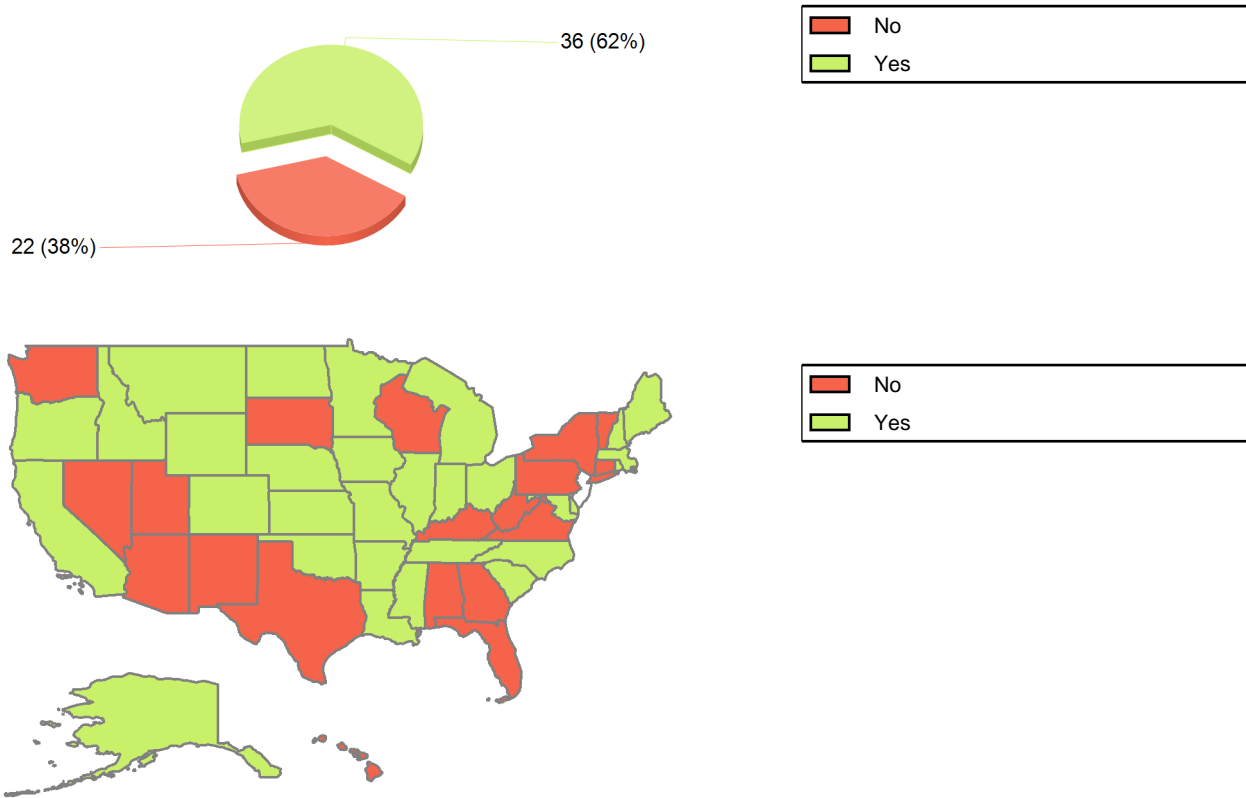 36 (62%)
No
Yes
22 (38%)
No
Yes